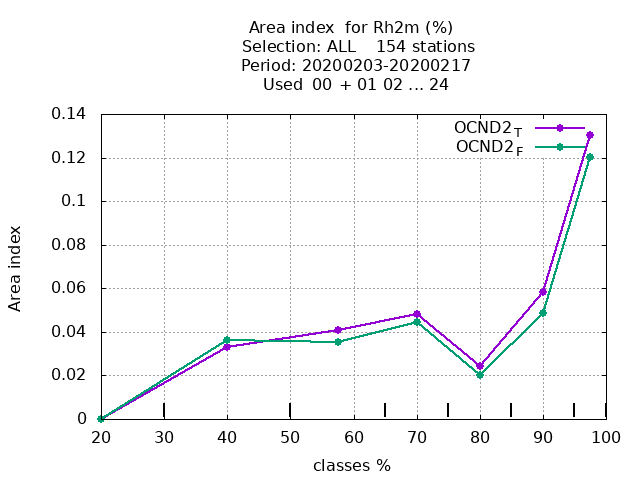 Area index  for Rh2m (%)
Selection: ALL    154 stations
Period: 20200203-20200217
Used  00 + 01 02 ... 24
OCND2T
OCND2F
0.14
0.12
0.1
0.08
0.06
0.04
0.02
0
Area index
20 30 40 50 60 70 80 90 100
classes %